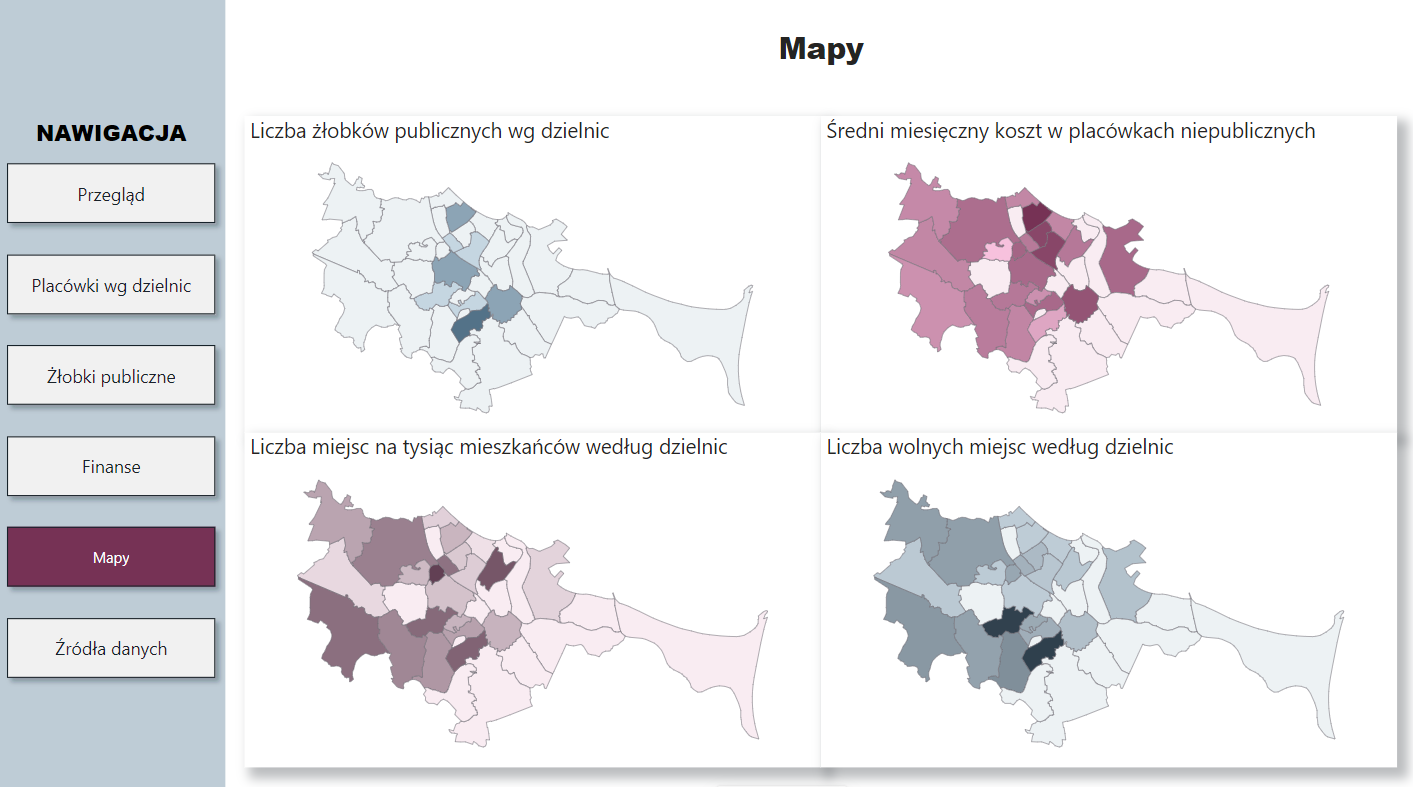 Mapy
NAWIGACJA
Przegląd
Placówki wg dzielnic
Żłobki publiczne
Finanse
Mapy
Źródła danych
Liczba żłobków publicznych wg dzielnic
Średni miesięczny koszt w placówkach niepublicznych
Liczba miejsc na tysiąc mieszkańców według dzielnic
Liczba wolnych miejsc według dzielnic